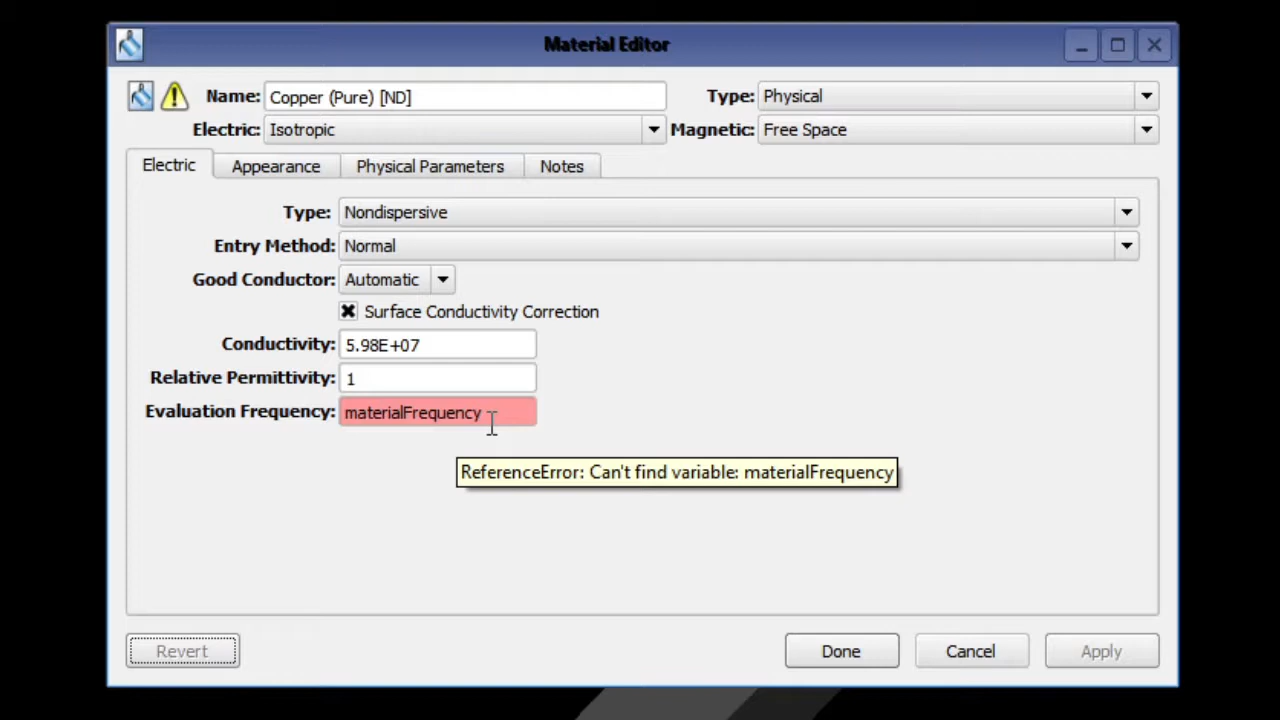 Material Editor
Name: Copper (Pure) [ND] Type: Physical
Electric: Isotropic Magnetic: Free Space
Electric Appearance Physical Parameters Notes
Type: Nondispersive
Entry Method: Normal
Good Conductor: Automatic
Surface Conductivity Correction
Conductivity: 5.98E+07
Relative Permittivity: 1
Evaluation Frequency: materialFrequency
ReferenceError: Can't find variable: materialFrequency
Revert Done Cancel Apply